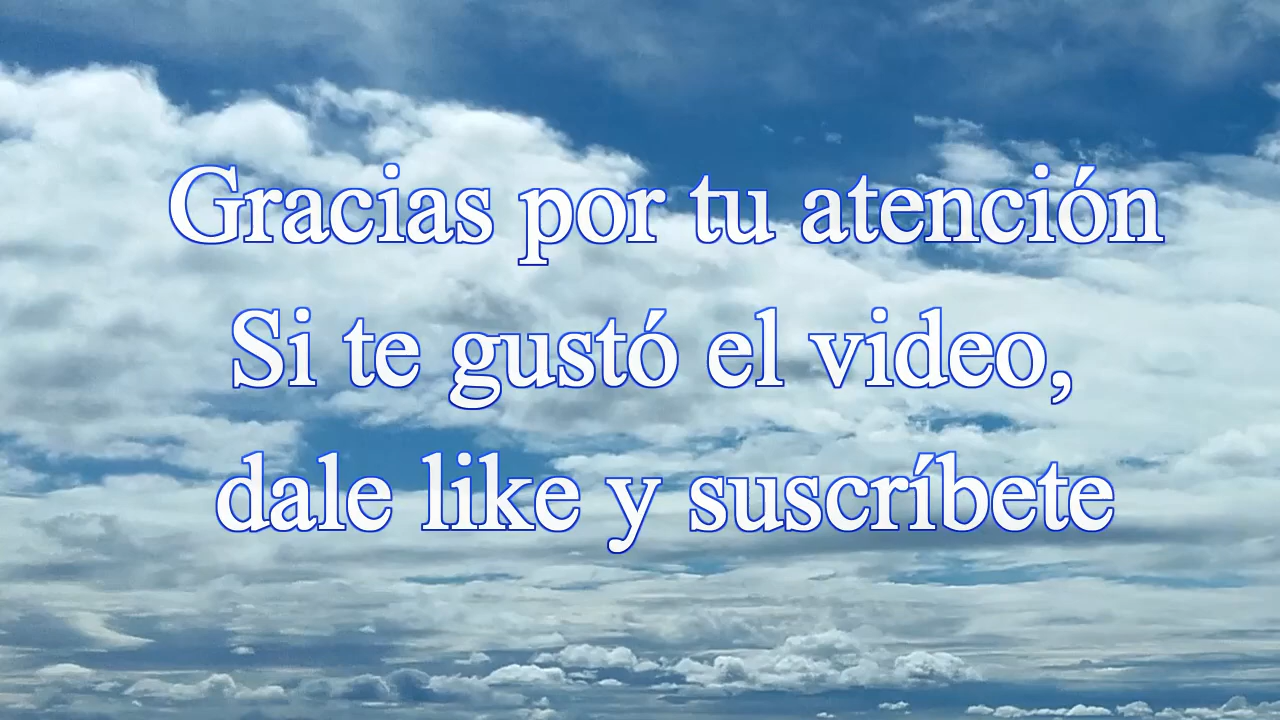 Gracias por tu atención
Si te gustó el video,
dale like y suscríbete